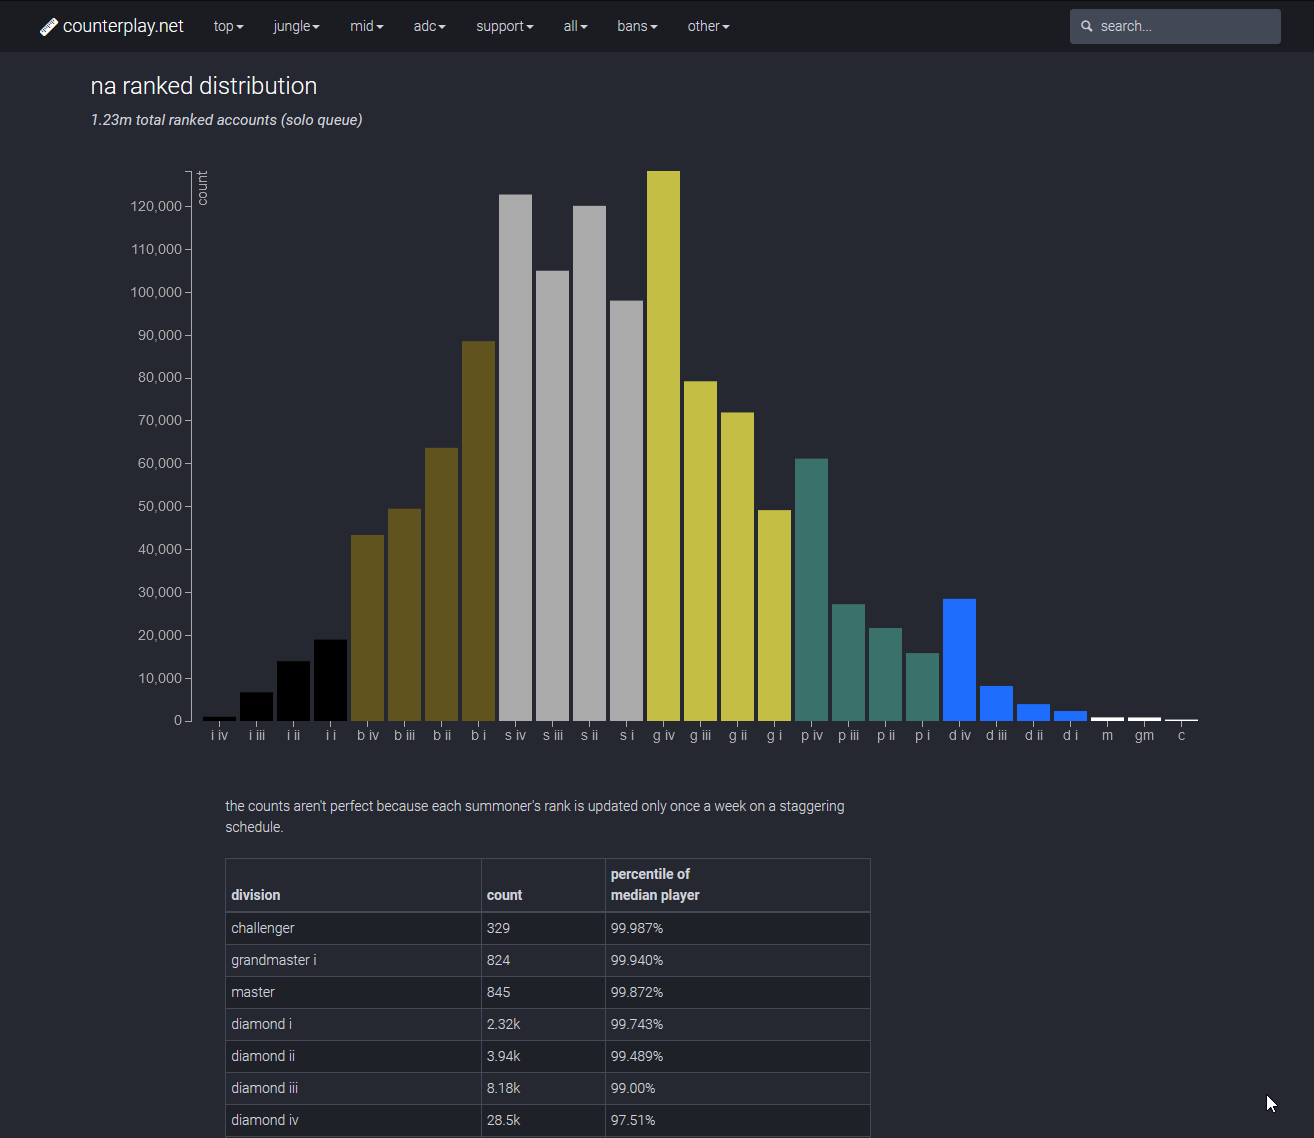 counterplay.net top jungle mid adc support all bans other search...
na ranked distribution
1.23m total ranked accounts (solo queue)
count
120,000
110,000
100,000
90,000
80,000
70,000
60,000
50,000
40,000
30,000
20,000
10,000
0
i iv i iii i ii i i b iv b iii b ii b i s iv s iii s ii s i g iv g iii g ii g i p iv p iii p ii p i d iv d iii d ii d i m gm c
the counts aren't perfect because each summoner's rank is updated only once a week on a staggering
schedule.
percentile of
division count median player
challenger 329 99.987%
grandmaster i 824 99.940%
master 845 99.872%
diamond i 2.32k 99.743%
diamond ii 3.94k 99.489%
diamond iii 8.18k 99.00%
diamond iv 28.5k 97.51%